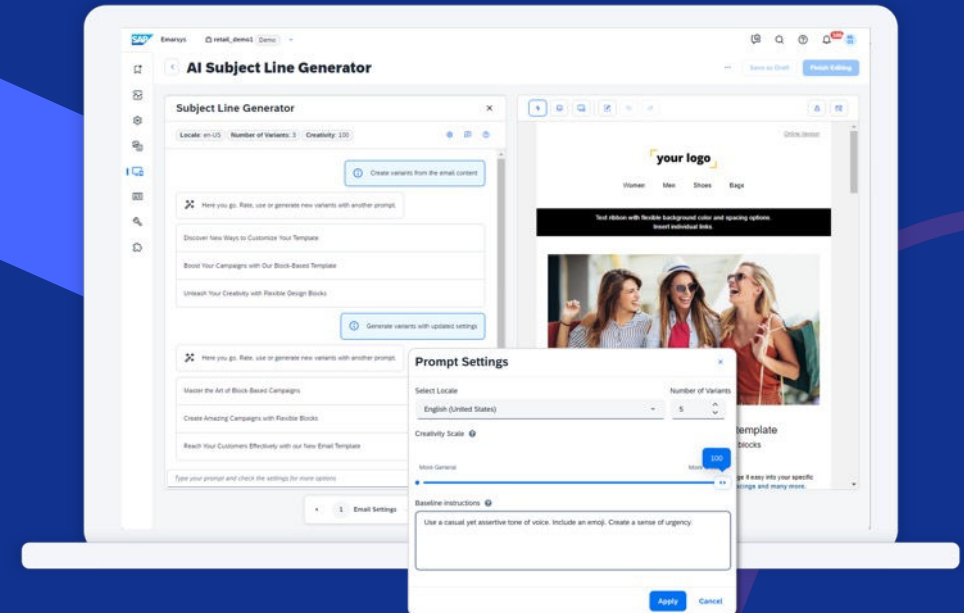 SAP Emarsys retail_demo1 Demo
AI Subject Line Generator
Save as Draft Finish Editing
Subject Line Generator
Locale: en-US Number of Variants: 3 Creativity: 100
Create variants from the email content
Here you go. Rate, use or generate new variants with another prompt.
Discover New Ways to Customize Your Template
Boost Your Campaigns with Our Block-Based Template
Unleash Your Creativity with Flexible Design Blocks
Generate variants with updated settings
Here you go. Rate, use or generate new variants with another prompt.
Master the Art of Block-Based Campaigns
Create Amazing Campaigns with Flexible Blocks
Reach Your Customers Effectively with our New Email Template
Type your prompt and check the settings for more options
1 Email Settings
Online Version
your logo
Women Men Shoes Bags
Text ribbon with flexible background color and spacing options.
Insert individual links.
template
blocks
ge it easy into your specific
acings and many more.
Prompt Settings
Select Locale Number of Variants
English (United States) 5
Creativity Scale
100
More General More
Baseline instructions
Use a casual yet assertive tone of voice. Include an emoji. Create a sense of urgency
Apply Cancel